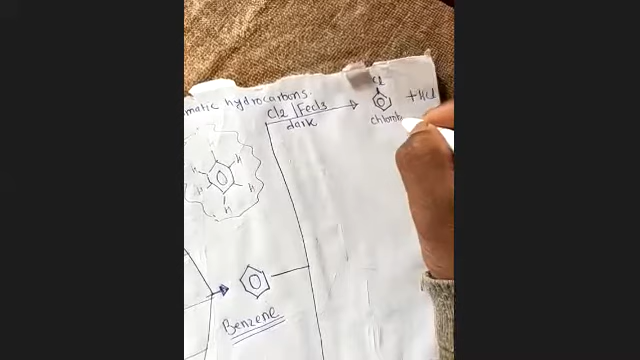 matic hydrocarbons.
Cl2 | FeCl3
dark
Cl
+ HCl
chlorob
H
H
H
H
H
Benzene